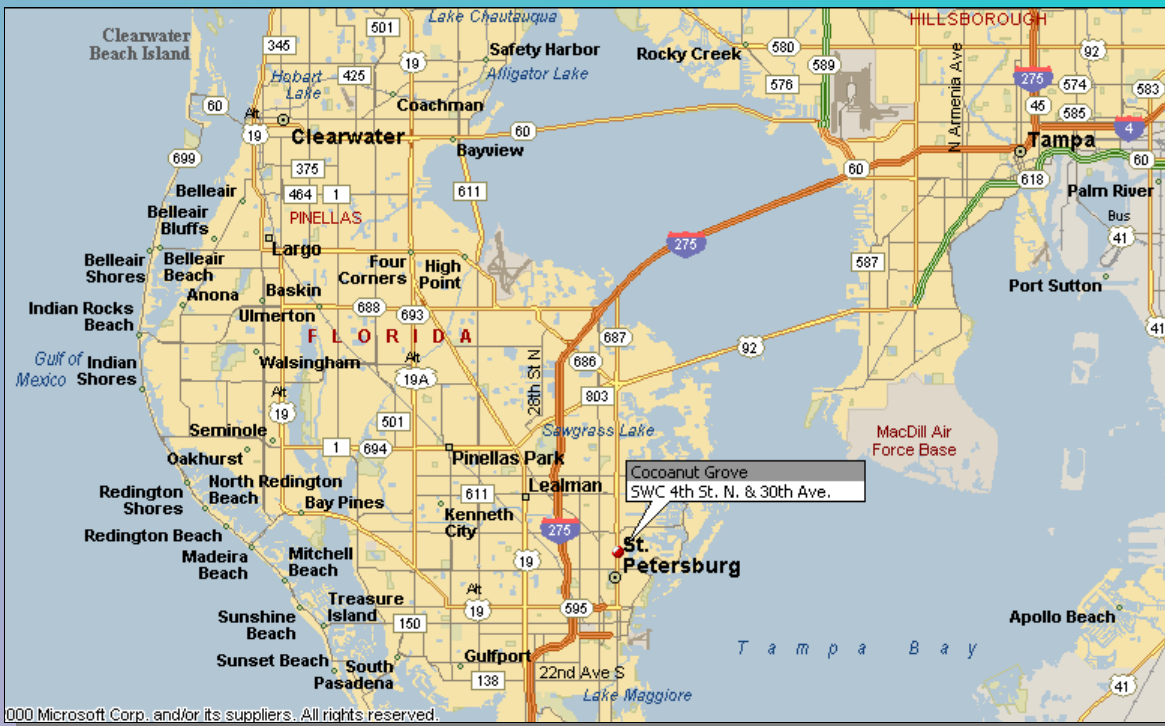 Lake Chautauqua
HILLSBOROUGH
Clearwater
Beach Island
345
501
19
Safety Harbor
Rocky Creek
580
589
92
Hobart
Lake
425
Alligator Lake
576
275
574
583
60
Coachman
45
585
Alt
19
Clearwater
60
N Armenia Ave
4
Tampa
Bayview
699
375
60
60
618
Belleair
464
1
611
Palm River
Belleair
Bluffs
PINELLAS
Bus
41
Largo
275
Belleair
Shores
Belleair
Beach
Four
Corners
High
Point
587
Anona
Baskin
Port Sutton
Indian Rocks
Beach
Ulmerton
688
693
41
FLORIDA
687
Gulf of
Mexico
Indian
Shores
Walsingham
Alt
19A
28th St N
686
92
Alt
19
803
501
Sawgrass Lake
Seminole
1
694
MacDill Air
Force Base
Oakhurst
Pinellas Park
Cocoanut Grove
SWC 4th St. N. & 30th Ave.
North Redington
Beach
Lealman
Redington
Shores
Bay Pines
611
Kenneth
City
275
Redington Beach
St.
Petersburg
Madeira
Beach
Mitchell
Beach
19
Treasure
Island
Alt
19
595
Sunshine
Beach
150
Apollo Beach
Tampa Bay
Sunset Beach
South
Pasadena
Gulfport
22nd Ave S
138
Lake Maggiore
41
000 Microsoft Corp. and/or its suppliers. All rights reserved.